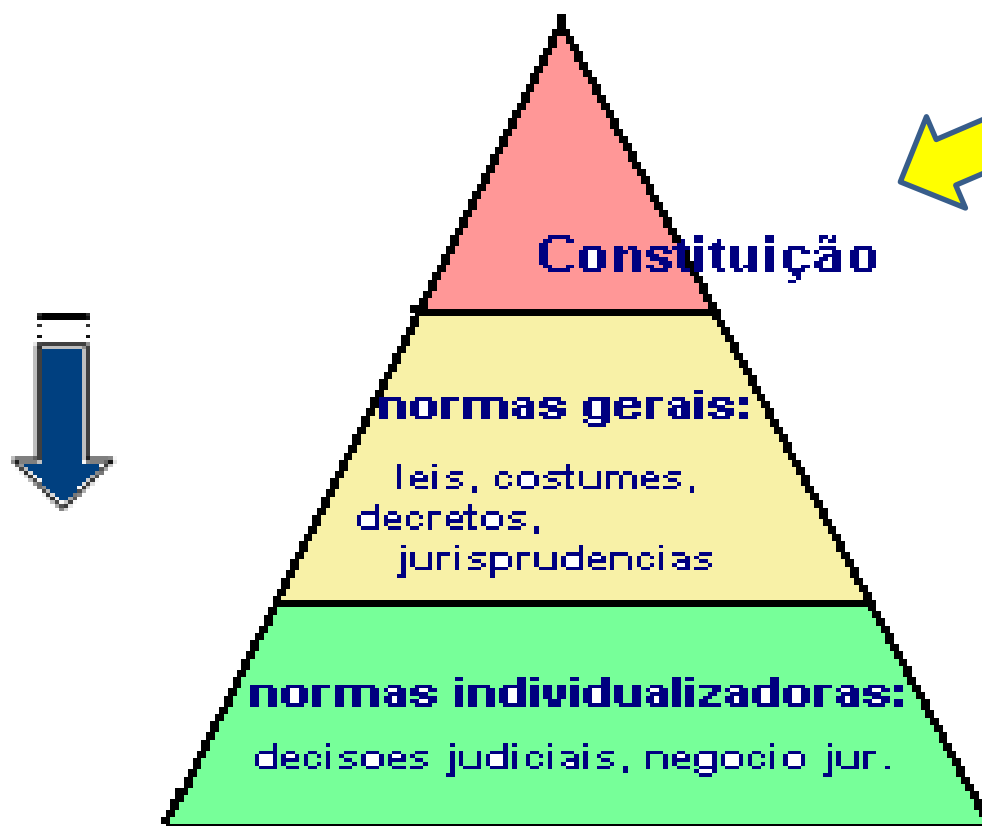 Constituição
normas gerais:
leis, costumes,
decretos,
jurisprudencias
normas individualizadoras:
decisoes judiciais, negocio jur.